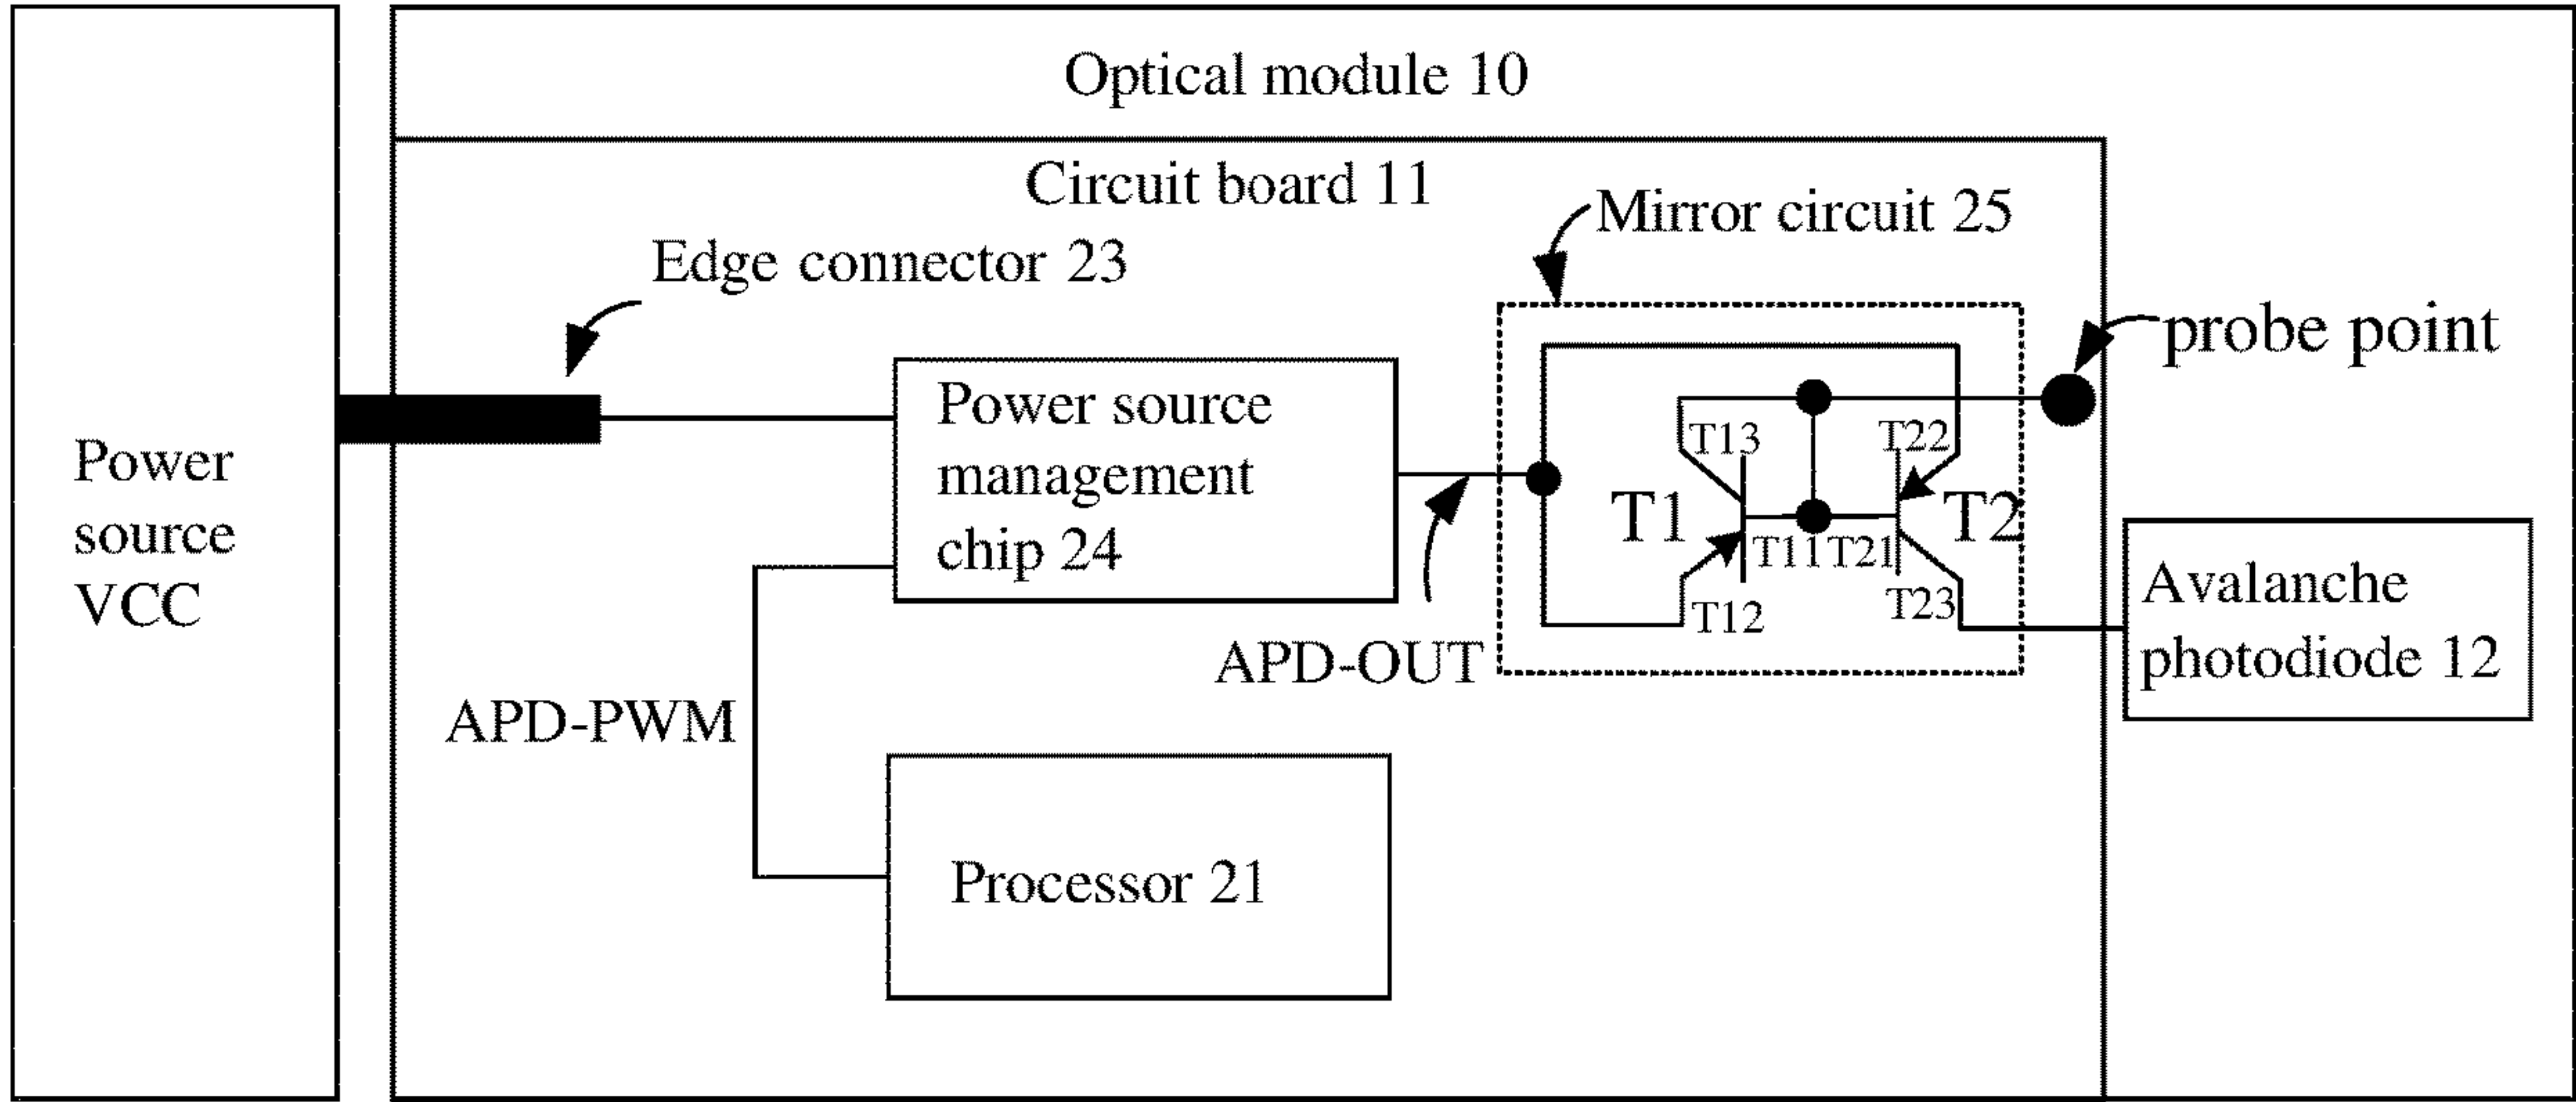 Optical module 10
Circuit board 11
Mirror circuit 25
Edge connector 23
probe point
Power
source
VCC
Power source
management
chip 24
T13
T22
T1
T2
T11
T21
T12
T23
APD-OUT
Avalanche
photodiode 12
APD-PWM
Processor 21